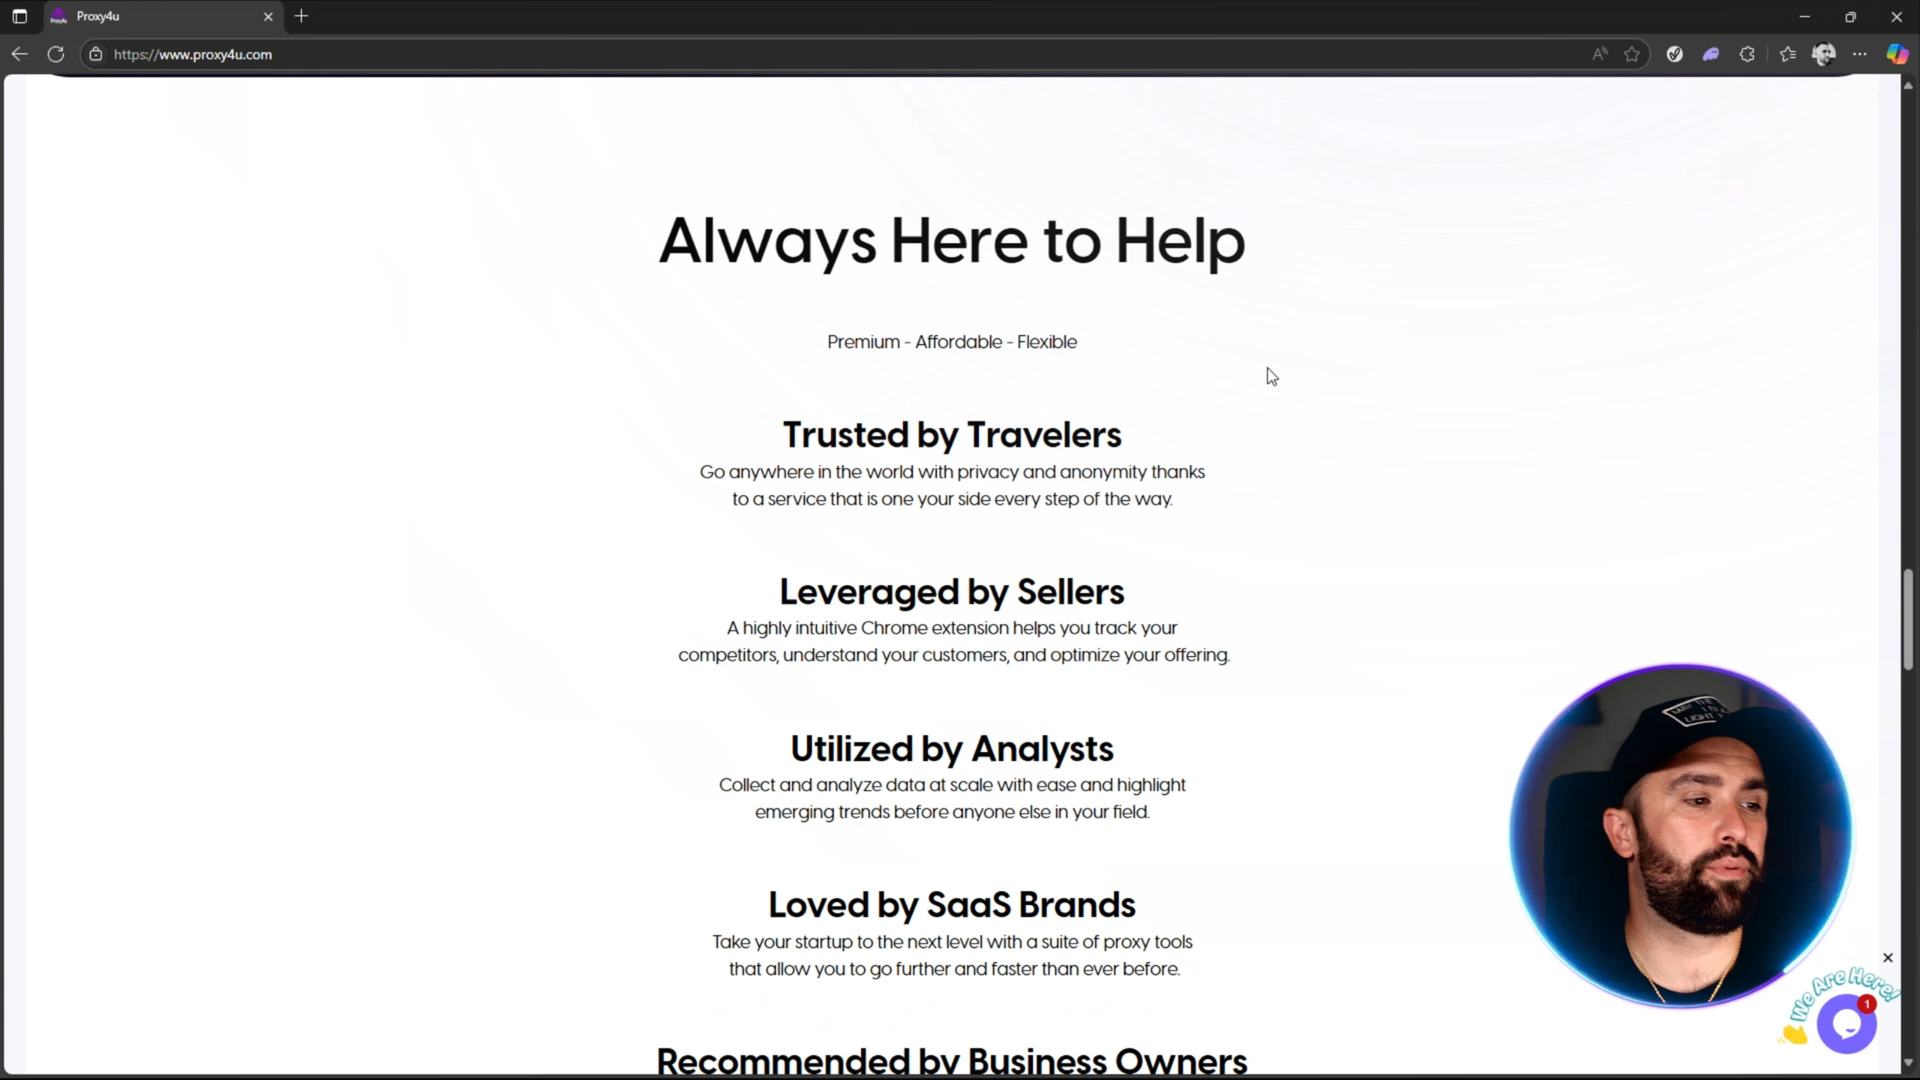 Proxy4u
https://www.proxy4u.com
Always Here to Help
Premium - Affordable - Flexible
Trusted by Travelers
Go anywhere in the world with privacy and anonymity thanks
to a service that is one your side every step of the way.
Leveraged by Sellers
A highly intuitive Chrome extension helps you track your
competitors, understand your customers, and optimize your offering.
Utilized by Analysts
Collect and analyze data at scale with ease and highlight
emerging trends before anyone else in your field.
Loved by SaaS Brands
Take your startup to the next level with a suite of proxy tools
that allow you to go further and faster than ever before.
We Are Here!
1
Recommended by Business Owners